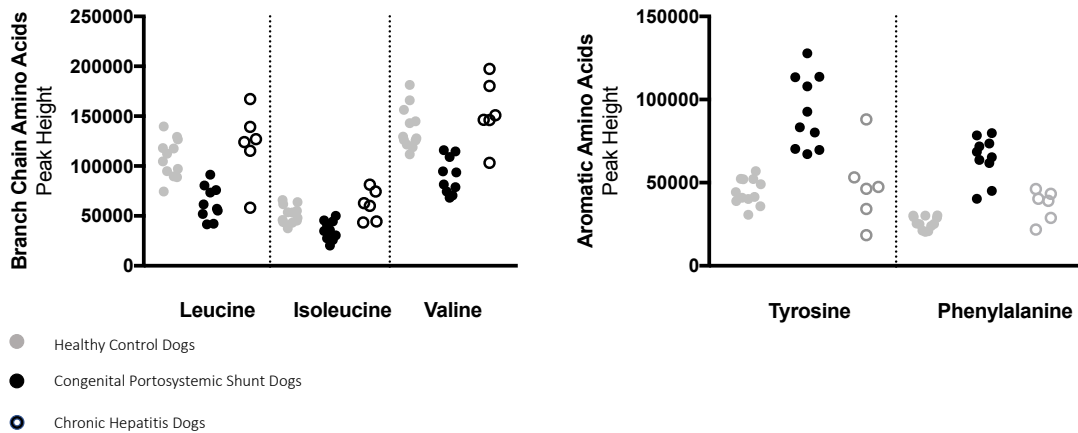 Branch Chain Amino Acids
Peak Height
250000
200000
150000
100000
50000
0
Leucine
Isoleucine
Valine
Aromatic Amino Acids
Peak Height
150000
100000
50000
0
Tyrosine
Phenylalanine
Healthy Control Dogs
Congenital Portosystemic Shunt Dogs
Chronic Hepatitis Dogs